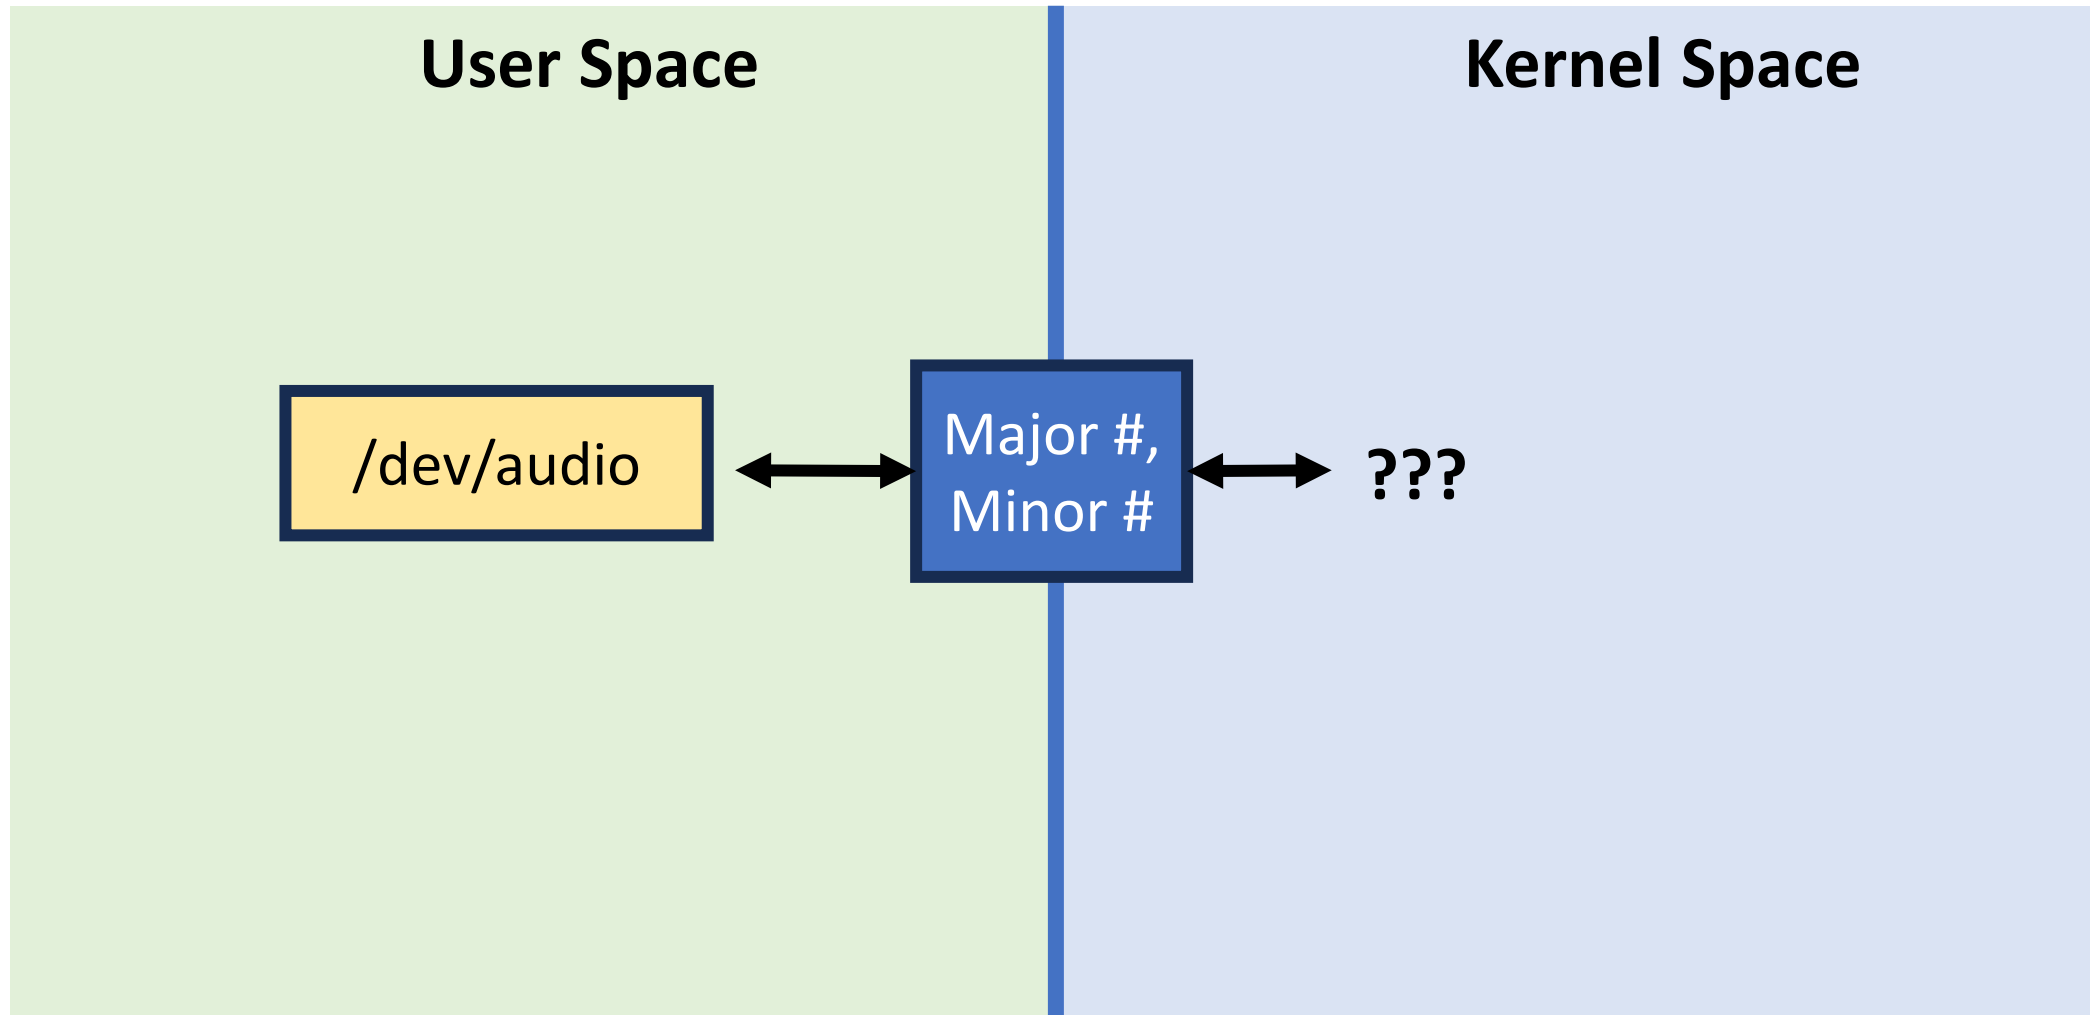 User Space
Kernel Space
/dev/audio
Major #,
Minor #
???